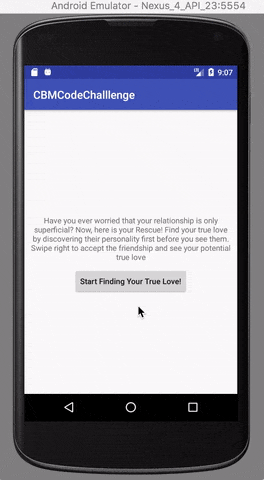 Android Emulator - Nexus_4_API_23:5554
9:07
CBMCodeChalllenge
Have you ever worried that your relationship is only
superficial? Now, here is your Rescue! Find your true love
by discovering their personality first before you see them.
Swipe right to accept the friendship and see your potential
true love
Start Finding Your True Love!